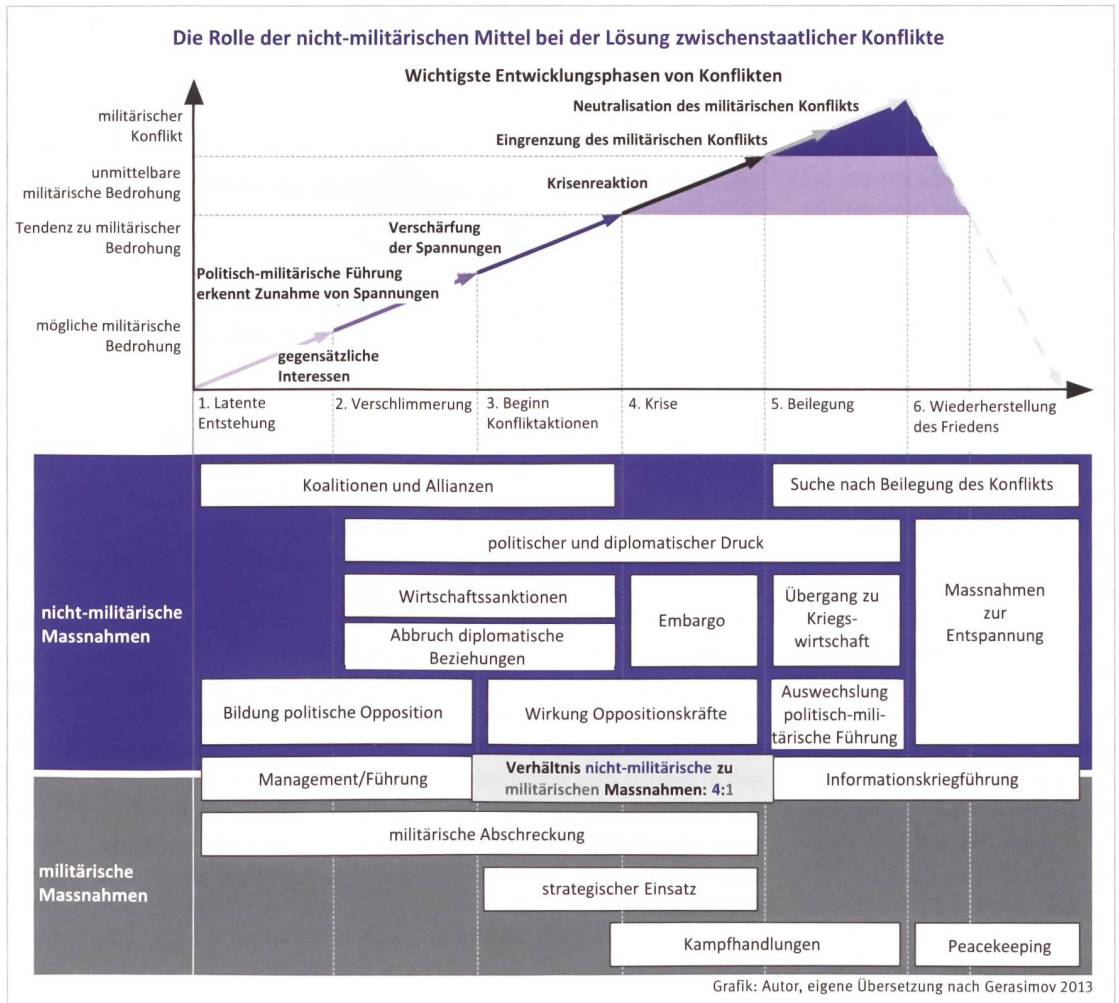 Die Rolle der nicht-militärischen Mittel bei der Lösung zwischenstaatlicher Konflikte
Wichtigste Entwicklungsphasen von Konflikten
militärischer
Konflikt
unmittelbare
militärische Bedrohung
Tendenz zu militärischer
Bedrohung
mögliche militärische
Bedrohung
Neutralisation des militärischen Konflikts
Eingrenzung des militärischen Konflikts
Krisenreaktion
Verschärfung
der Spannungen
Politisch-militärische Führung
erkennt Zunahme von Spannungen
gegensätzliche
Interessen
1. Latente
Entstehung
2. Verschlimmerung
3. Beginn
Konfliktaktionen
4. Krise
5. Beilegung
6. Wiederherstellung
des Friedens
nicht-militärische
Massnahmen
Koalitionen und Allianzen
Suche nach Beilegung des Konflikts
politischer und diplomatischer Druck
Wirtschaftssanktionen
Abbruch diplomatische
Beziehungen
Embargo
Übergang zu
Kriegs-
wirtschaft
Massnahmen
zur
Entspannung
Bildung politische Opposition
Wirkung Oppositionskräfte
Auswechslung
politisch-mili-
tärische Führung
Management/Führung
Verhältnis nicht-militärische zu
militärischen Massnahmen: 4:1
Informationskriegführung
militärische
Massnahmen
militärische Abschreckung
strategischer Einsatz
Kampfhandlungen
Peacekeeping
Grafik: Autor, eigene Übersetzung nach Gerasimov 2013